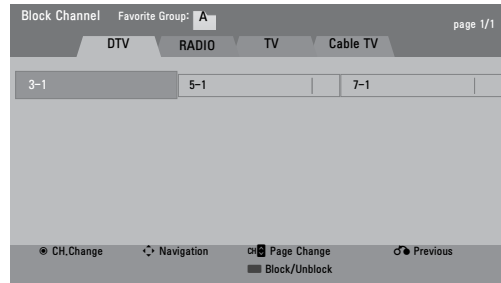 Block Channel Favorite Group: A page 1/1
DTV RADIO TV Cable TV
3-1 5-1 7-1
CH.Change Navigation CH Page Change Previous
Block/Unblock